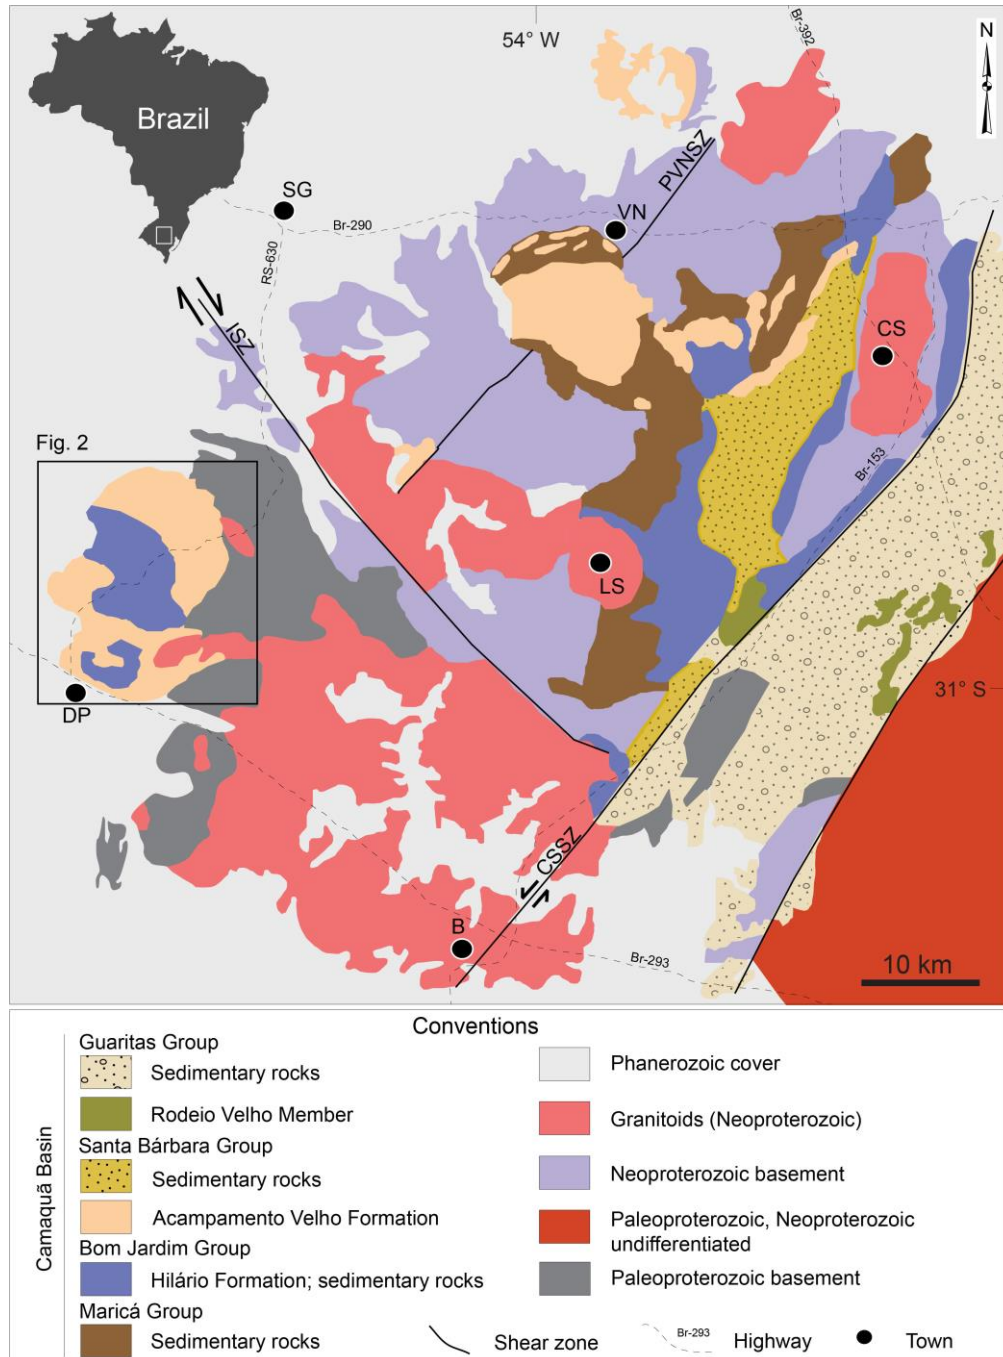 54° W
Br-392
N
Brazil
PVNSZ
SG
VN
Br-290
RS-630
ISZ
CS
Fig. 2
Br-153
LS
31° S
DP
CSSZ
B
Br-293
10 km
Conventions
Camaquã Basin
Guaritas Group
Sedimentary rocks
Rodeio Velho Member
Santa Bárbara Group
Sedimentary rocks
Acampamento Velho Formation
Bom Jardim Group
Hilário Formation; sedimentary rocks
Maricá Group
Sedimentary rocks
Phanerozoic cover
Granitoids (Neoproterozoic)
Neoproterozoic basement
Paleoproterozoic, Neoproterozoic
undifferentiated
Paleoproterozoic basement
Shear zone
Br-293
Highway
Town